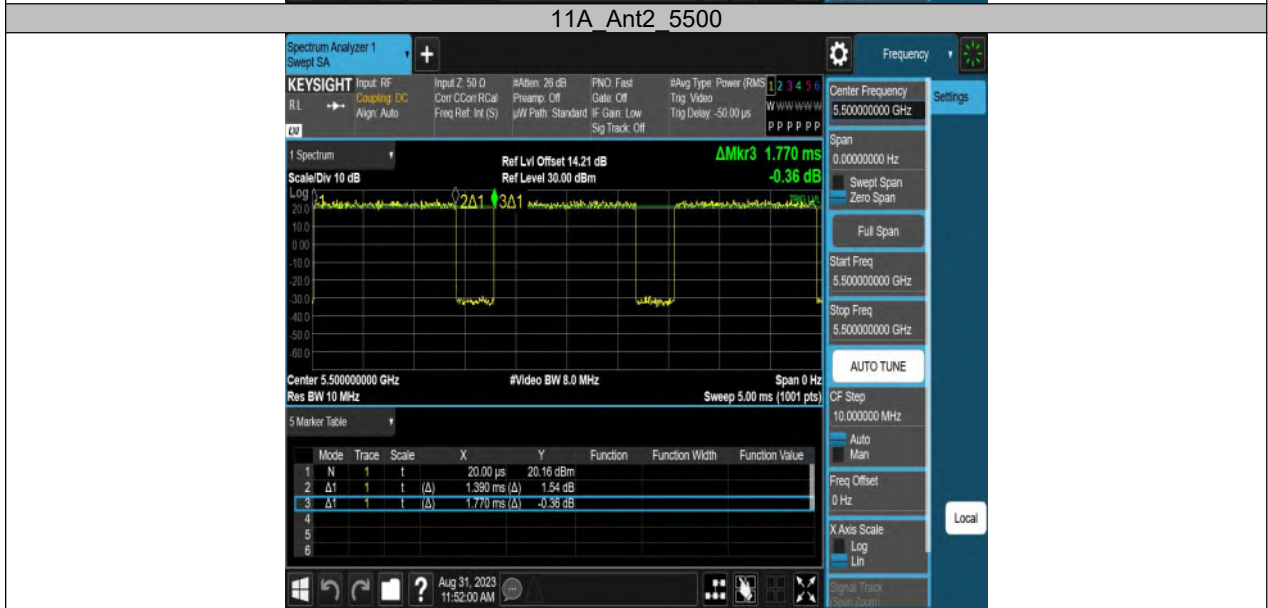 11A_Ant2_5500
Spectrum Analyzer 1
Swept SA
+
Frequency
KEYSIGHT
RL
LXI
Input: RF
Coupling: DC
Align: Auto
Input Z: 50 Ω
Corr CCorr RCal
Freq Ref: Int (S)
#Atten: 26 dB
Preamp: Off
µW Path: Standard
PNO: Fast
Gate: Off
IF Gain: Low
Sig Track: Off
#Avg Type: Power (RMS
Trig: Video
Trig Delay: -50.00 µs
1 2 3 4 5 6
W W W W W W
P P P P P P
Center Frequency
5.500000000 GHz
Settings
1 Spectrum
Scale/Div 10 dB
Ref Lvl Offset 14.21 dB
Ref Level 30.00 dBm
ΔMkr3 1.770 ms
-0.36 dB
Span
0.00000000 Hz
Swept Span
Zero Span
Full Span
Start Freq
5.500000000 GHz
Stop Freq
5.500000000 GHz
AUTO TUNE
CF Step
10.000000 MHz
Auto
Man
Freq Offset
0 Hz
X Axis Scale
Log
Lin
Signal Track
(Span Zoom)
Local
Log
1
2Δ1
3Δ1
20.0
10.0
0.00
-10.0
-20.0
-30.0
-40.0
-50.0
-60.0
Center 5.500000000 GHz
#Video BW 8.0 MHz
Span 0 Hz
Res BW 10 MHz
Sweep 5.00 ms (1001 pts)
5 Marker Table
Mode Trace Scale X Y Function Function Width Function Value
1 N 1 t 20.00 µs 20.16 dBm
2 Δ1 1 t (Δ) 1.390 ms (Δ) 1.54 dB
3 Δ1 1 t (Δ) 1.770 ms (Δ) -0.36 dB
4
5
6
?
Aug 31, 2023
11:52:00 AM